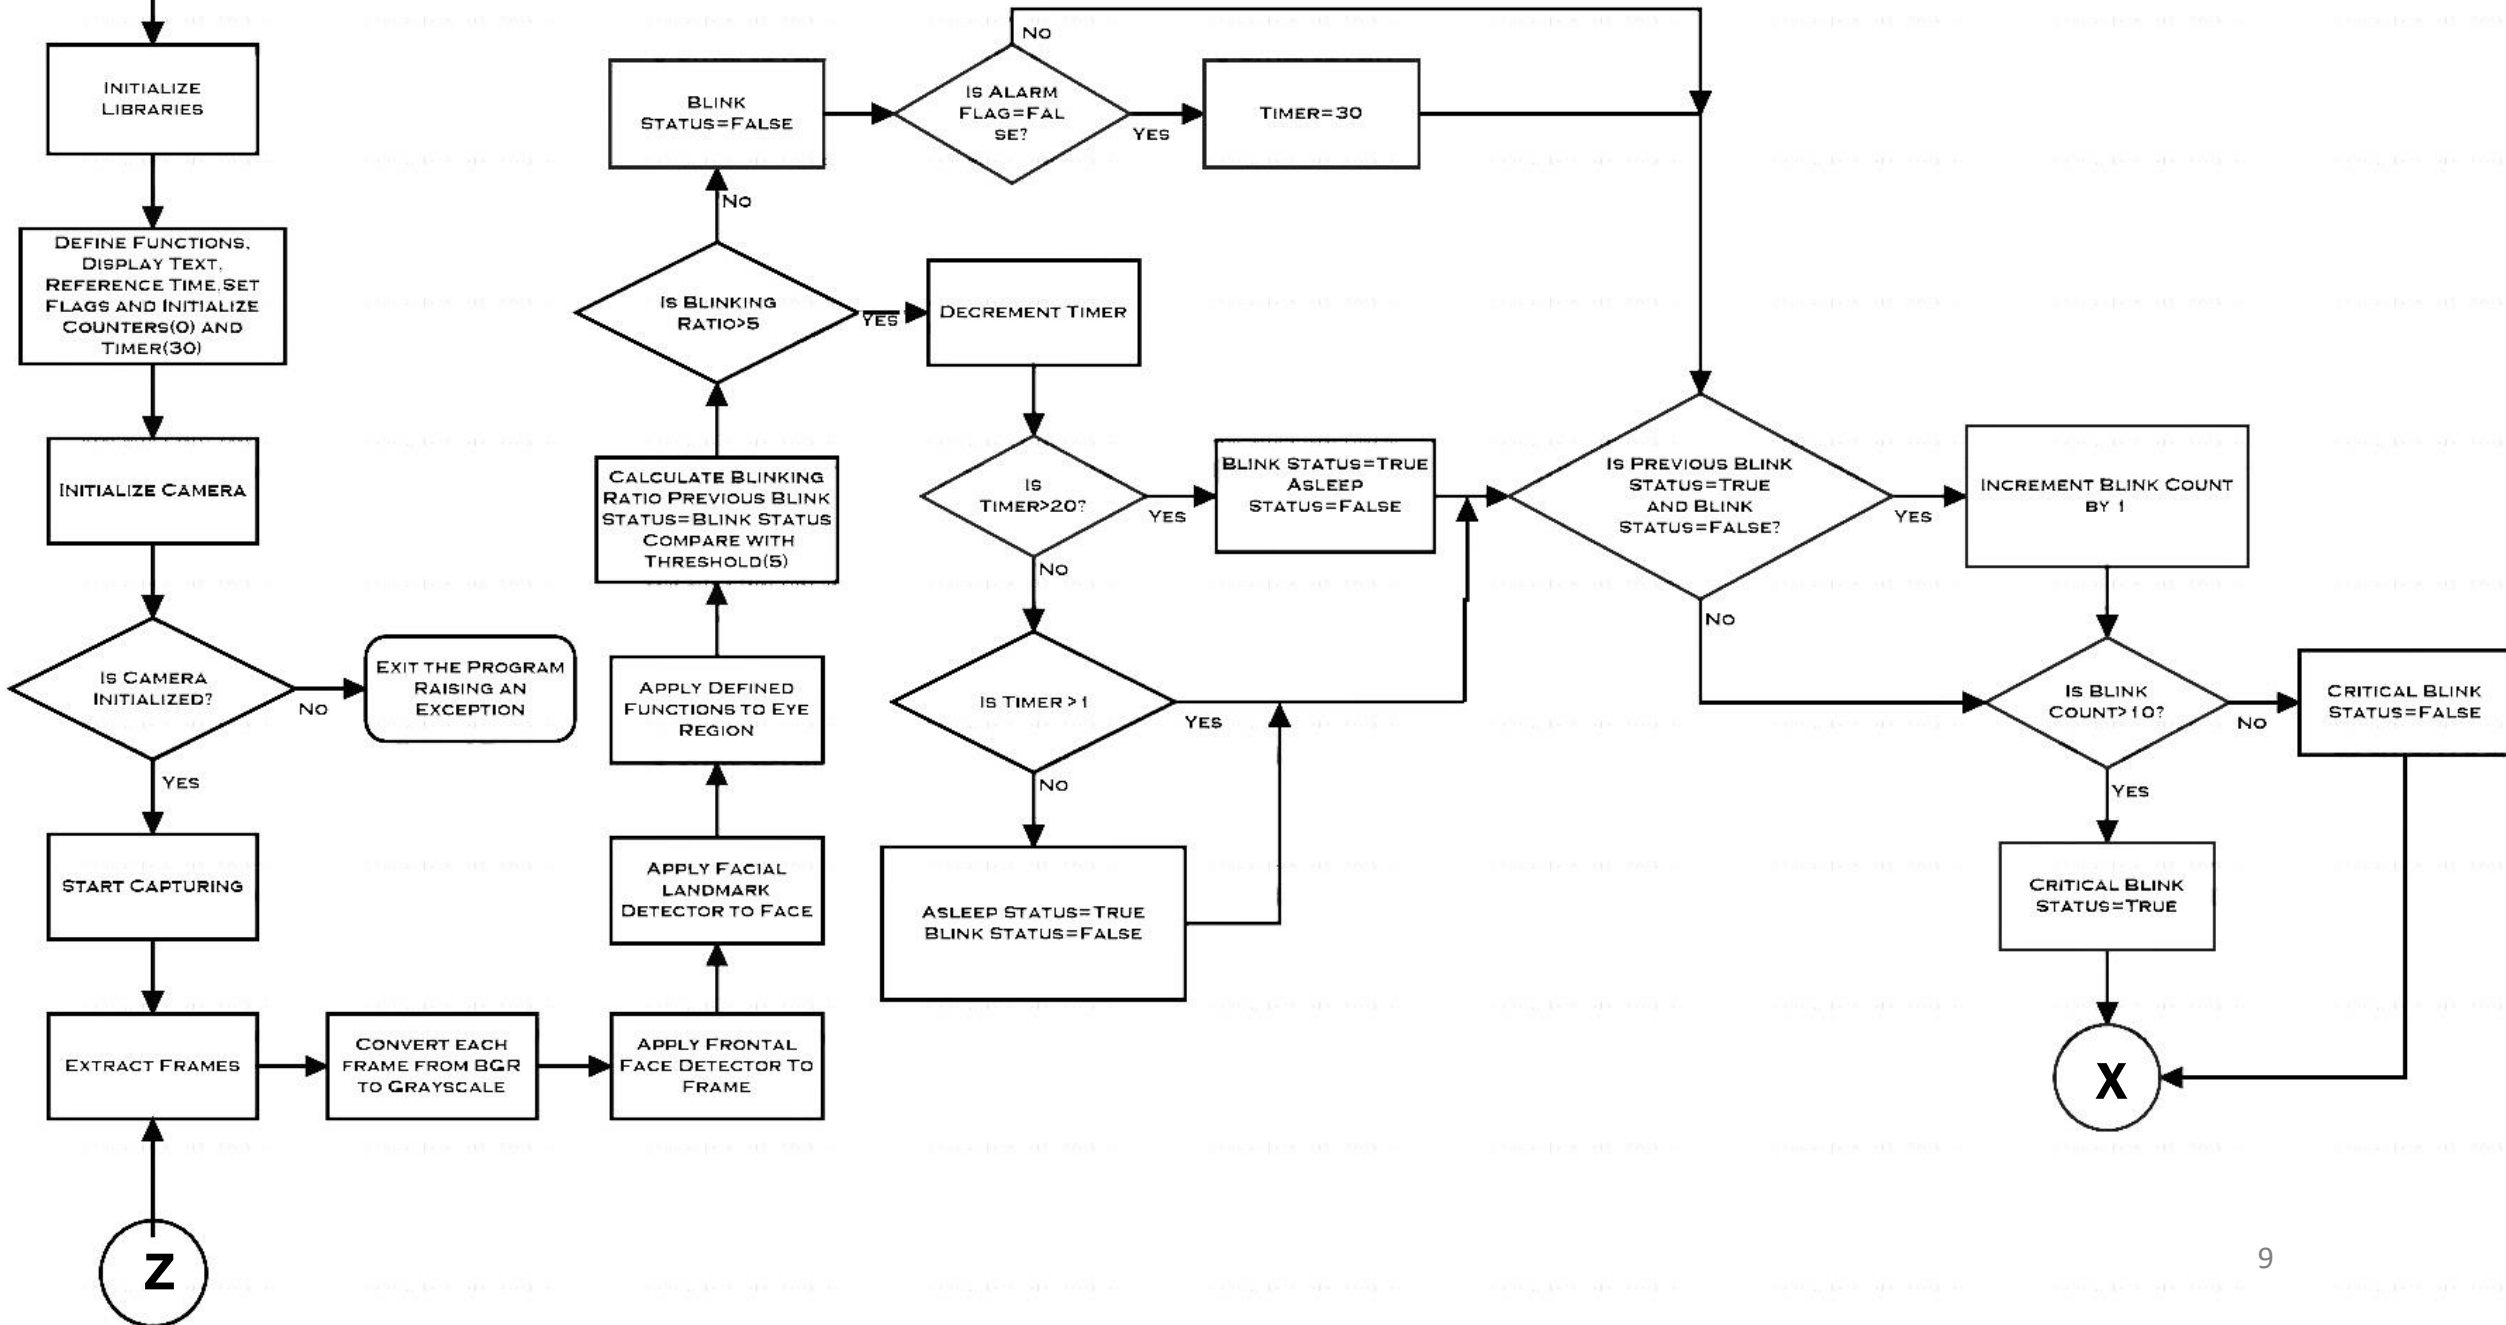 INITIALIZE
LIBRARIES
DEFINE FUNCTIONS,
DISPLAY TEXT,
REFERENCE TIME,SET
FLAGS AND INITIALIZE
COUNTERS(0) AND
TIMER(30)
INITIALIZE CAMERA
IS CAMERA
INITIALIZED?
NO
EXIT THE PROGRAM
RAISING AN
EXCEPTION
YES
START CAPTURING
EXTRACT FRAMES
Z
CONVERT EACH
FRAME FROM BGR
TO GRAYSCALE
APPLY FRONTAL
FACE DETECTOR TO
FRAME
APPLY FACIAL
LANDMARK
DETECTOR TO FACE
APPLY DEFINED
FUNCTIONS TO EYE
REGION
CALCULATE BLINKING
RATIO PREVIOUS BLINK
STATUS=BLINK STATUS
COMPARE WITH
THRESHOLD(5)
IS BLINKING
RATIO>5
NO
YES
BLINK
STATUS=FALSE
IS ALARM
FLAG=FAL
SE?
NO
YES
TIMER=30
DECREMENT TIMER
IS
TIMER>20?
YES
NO
BLINK STATUS=TRUE
ASLEEP
STATUS=FALSE
IS TIMER >1
YES
NO
ASLEEP STATUS=TRUE
BLINK STATUS=FALSE
IS PREVIOUS BLINK
STATUS=TRUE
AND BLINK
STATUS=FALSE?
YES
NO
INCREMENT BLINK COUNT
BY 1
IS BLINK
COUNT>10?
NO
YES
CRITICAL BLINK
STATUS=FALSE
CRITICAL BLINK
STATUS=TRUE
X
9